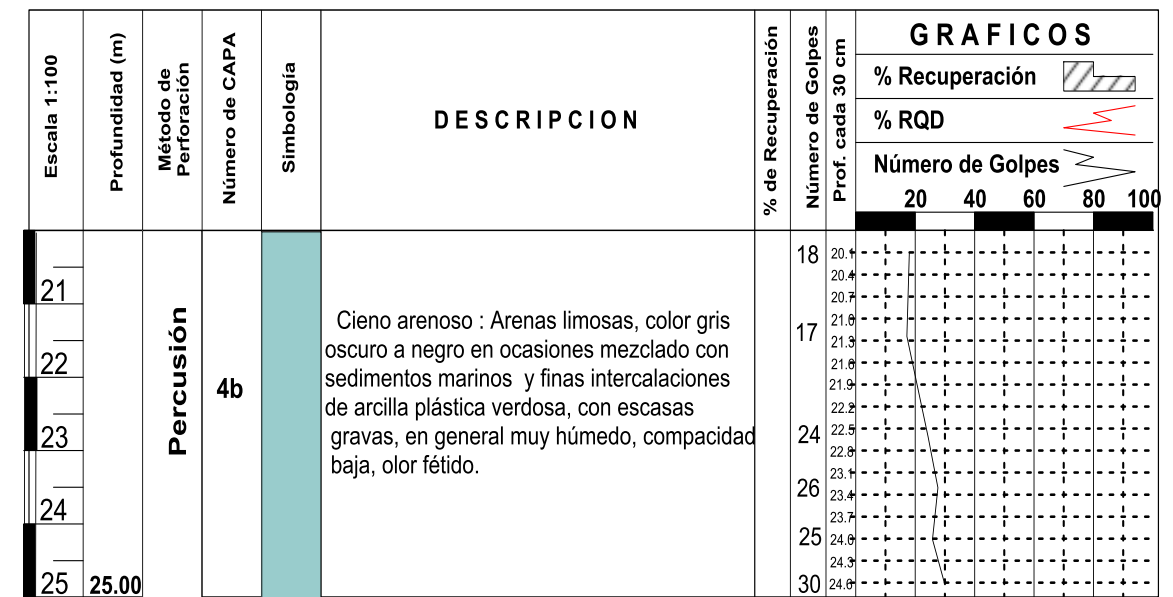 Escala 1:100
Profundidad (m)
Método de
Perforación
Número de CAPA
Simbología
DESCRIPCION
% de Recuperación
Número de Golpes
Prof. cada 30 cm
GRAFICOS
% Recuperación
% RQD
Número de Golpes
20 40 60 80 100
21
22
23
24
25
25.00
Percusión
4b
Cieno arenoso : Arenas limosas, color gris
oscuro a negro en ocasiones mezclado con
sedimentos marinos y finas intercalaciones
de arcilla plástica verdosa, con escasas
gravas, en general muy húmedo, compacidad
baja, olor fétido.
18
17
24
26
25
30
20.1
20.4
20.7
21.0
21.3
21.6
21.9
22.2
22.5
22.8
23.1
23.4
23.7
24.0
24.3
24.6